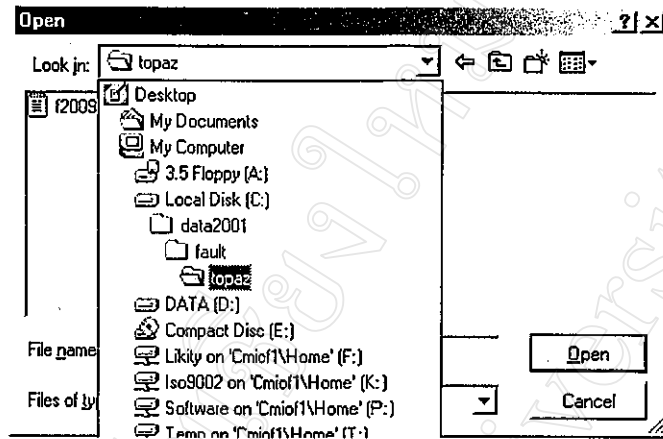 Open
Look in: topaz
f2009
Desktop
My Documents
My Computer
3.5 Floppy (A:)
Local Disk (C:)
data2001
fault
topaz
DATA (D:)
Compact Disc (E:)
File name
Likity on 'Cmiof1\Home' (F:)
Open
Iso9002 on 'Cmiof1\Home' (K:)
Files of ty
Software on 'Cmiof1\Home' (P:)
Cancel
Temp on 'Cmiof1\Home' (T:)